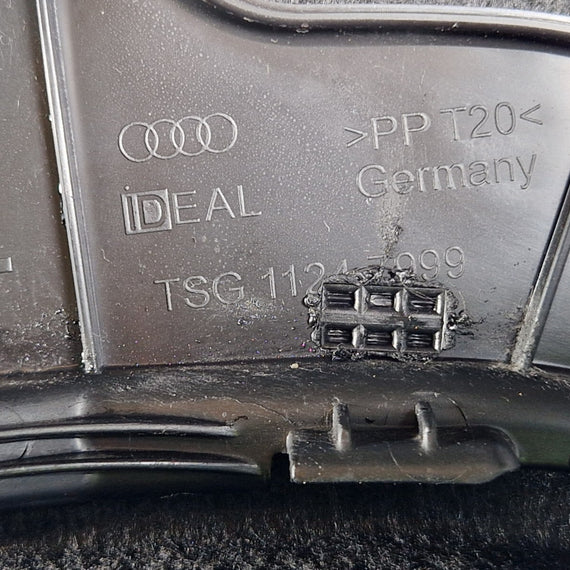 >PP T20<
Germany
IDEAL
TSG